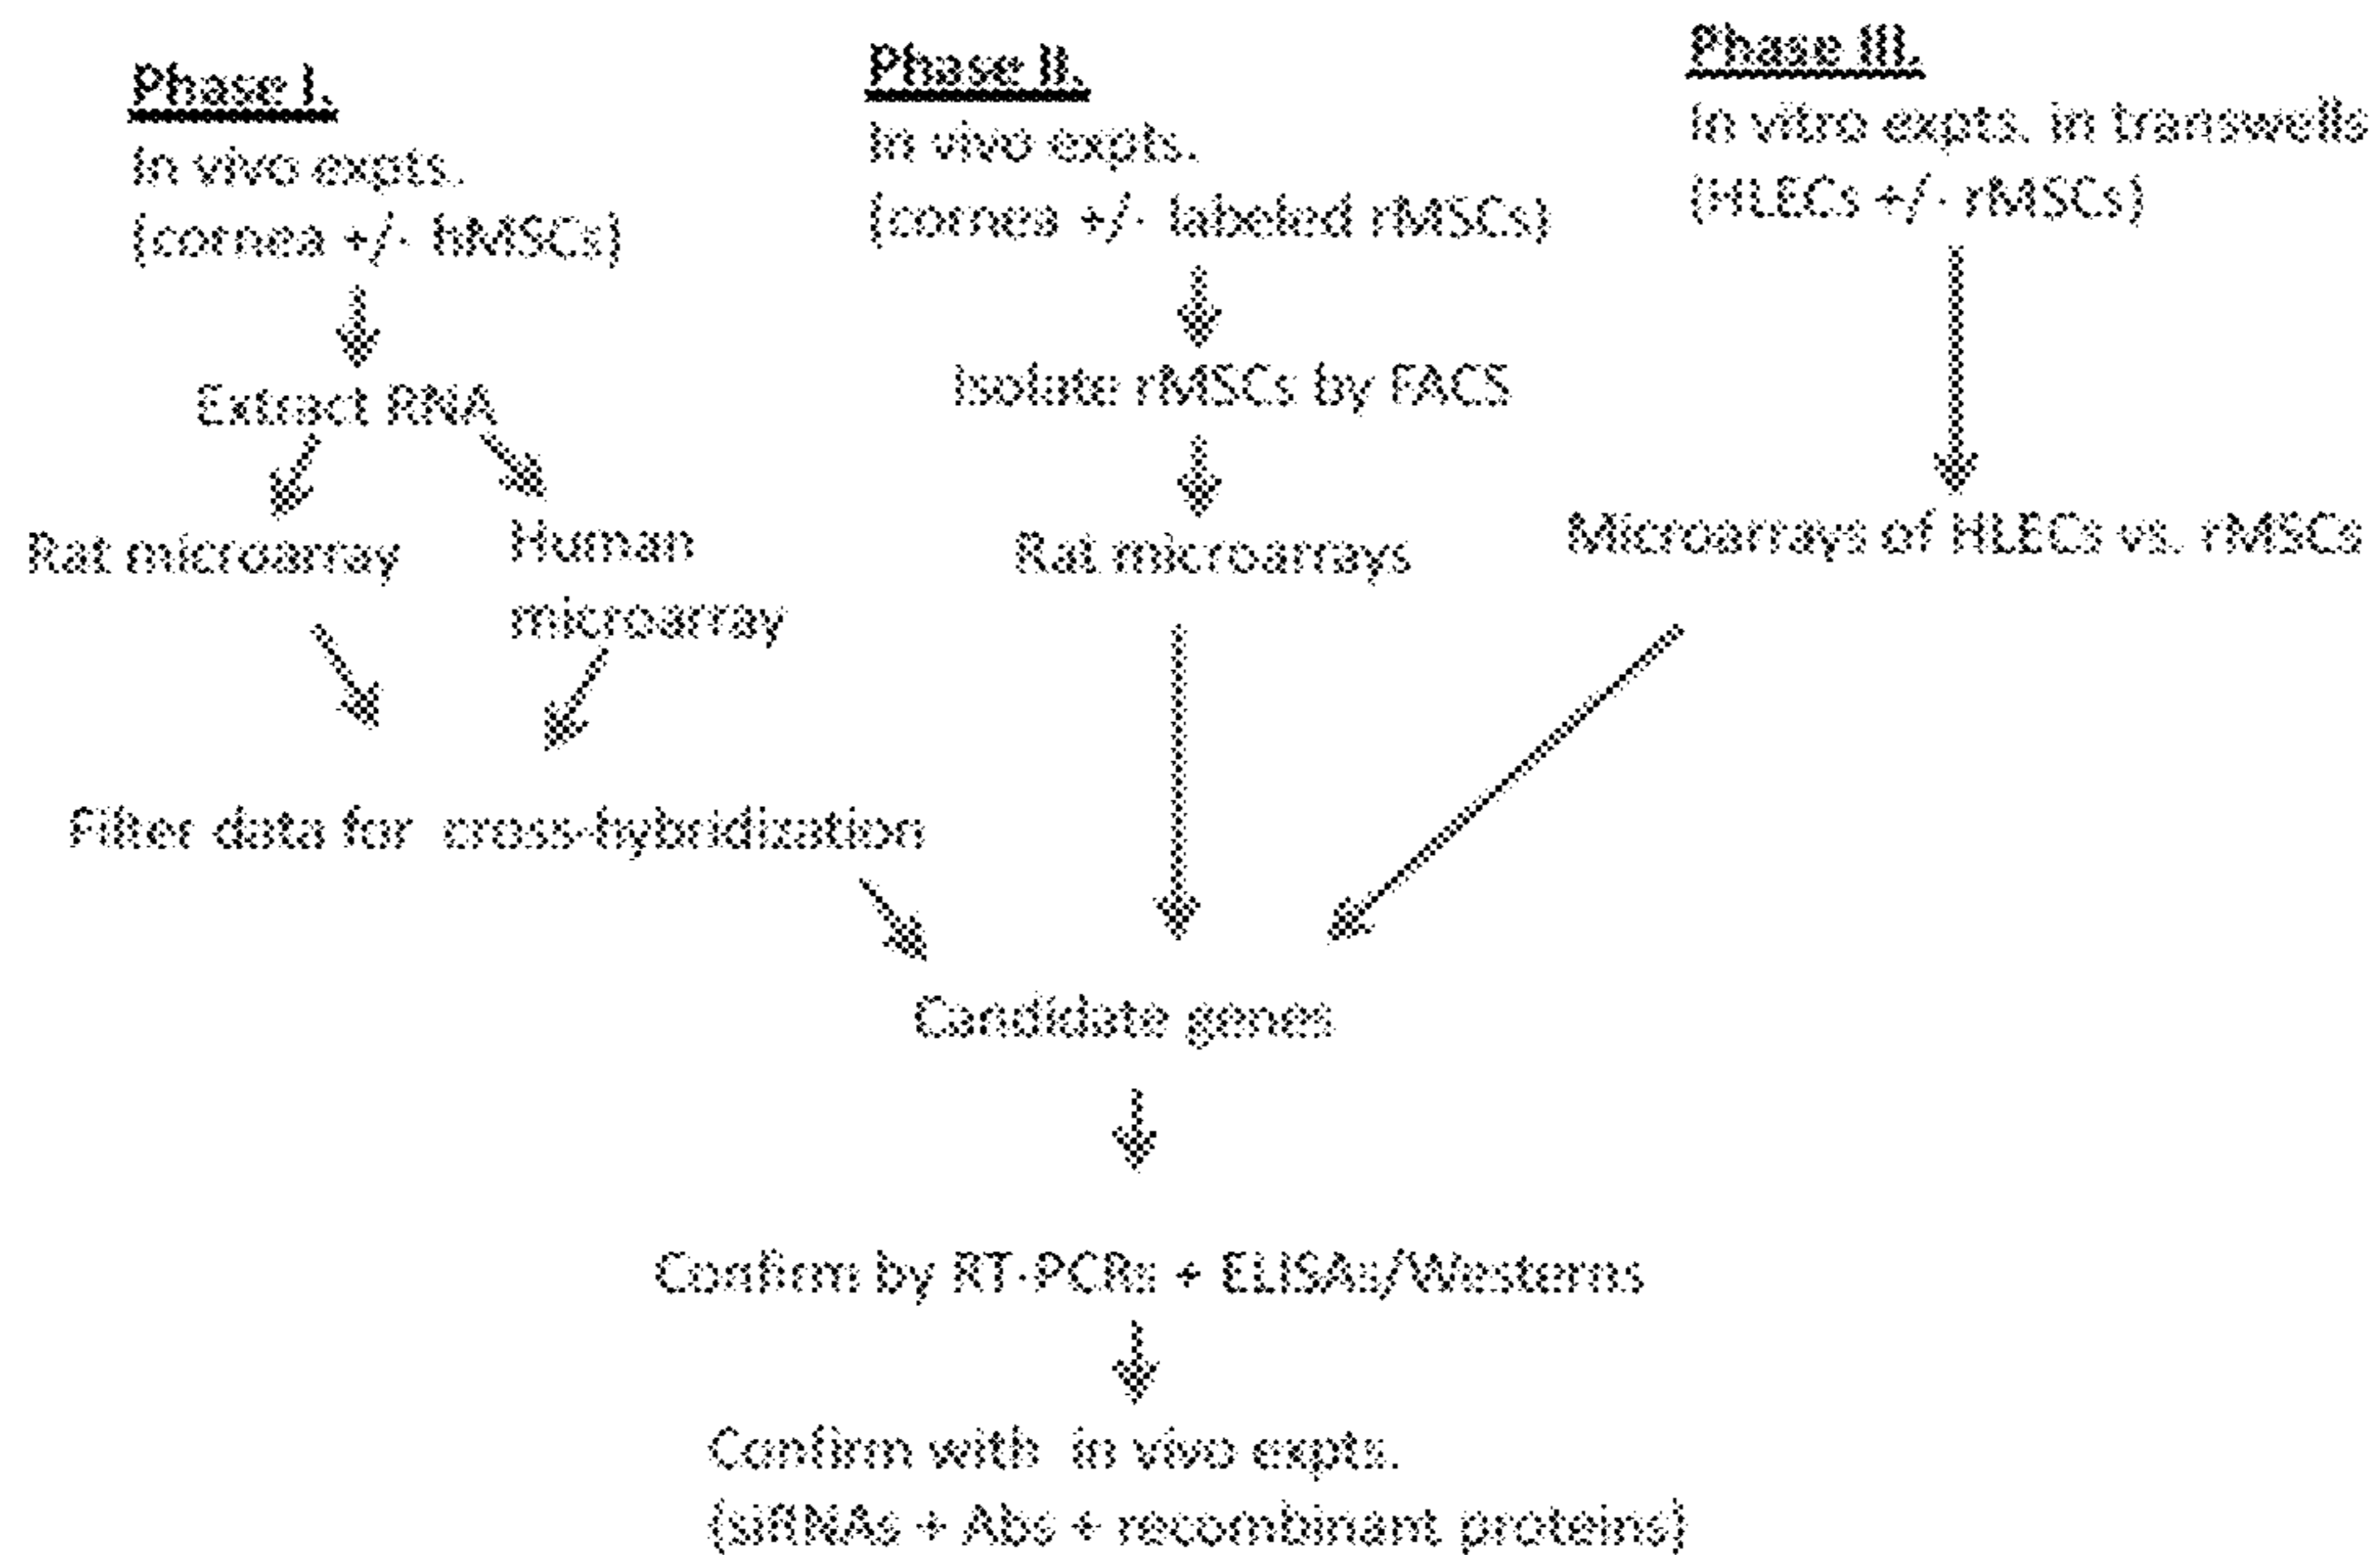 Phase I.
In vivo expts.
(cornea +/- hMSCs)
Extract RNA
Rat microarray
Human
microarray
Filter data for cross-hybridization
Phase II.
In vivo expts.
(cornea +/- labeled rMSCs)
Isolate rMSCs by FACS
Rat microarrays
Phase III.
In vitro expts. in transwells
(HLECs +/- rMSCs)
Microarrays of HLECs vs. rMSCs
Candidate genes
Confirm by RT-PCRs + ELISAs/Westerns
Confirm with in vivo expts.
(siRNAs + Abs + recombinant proteins)